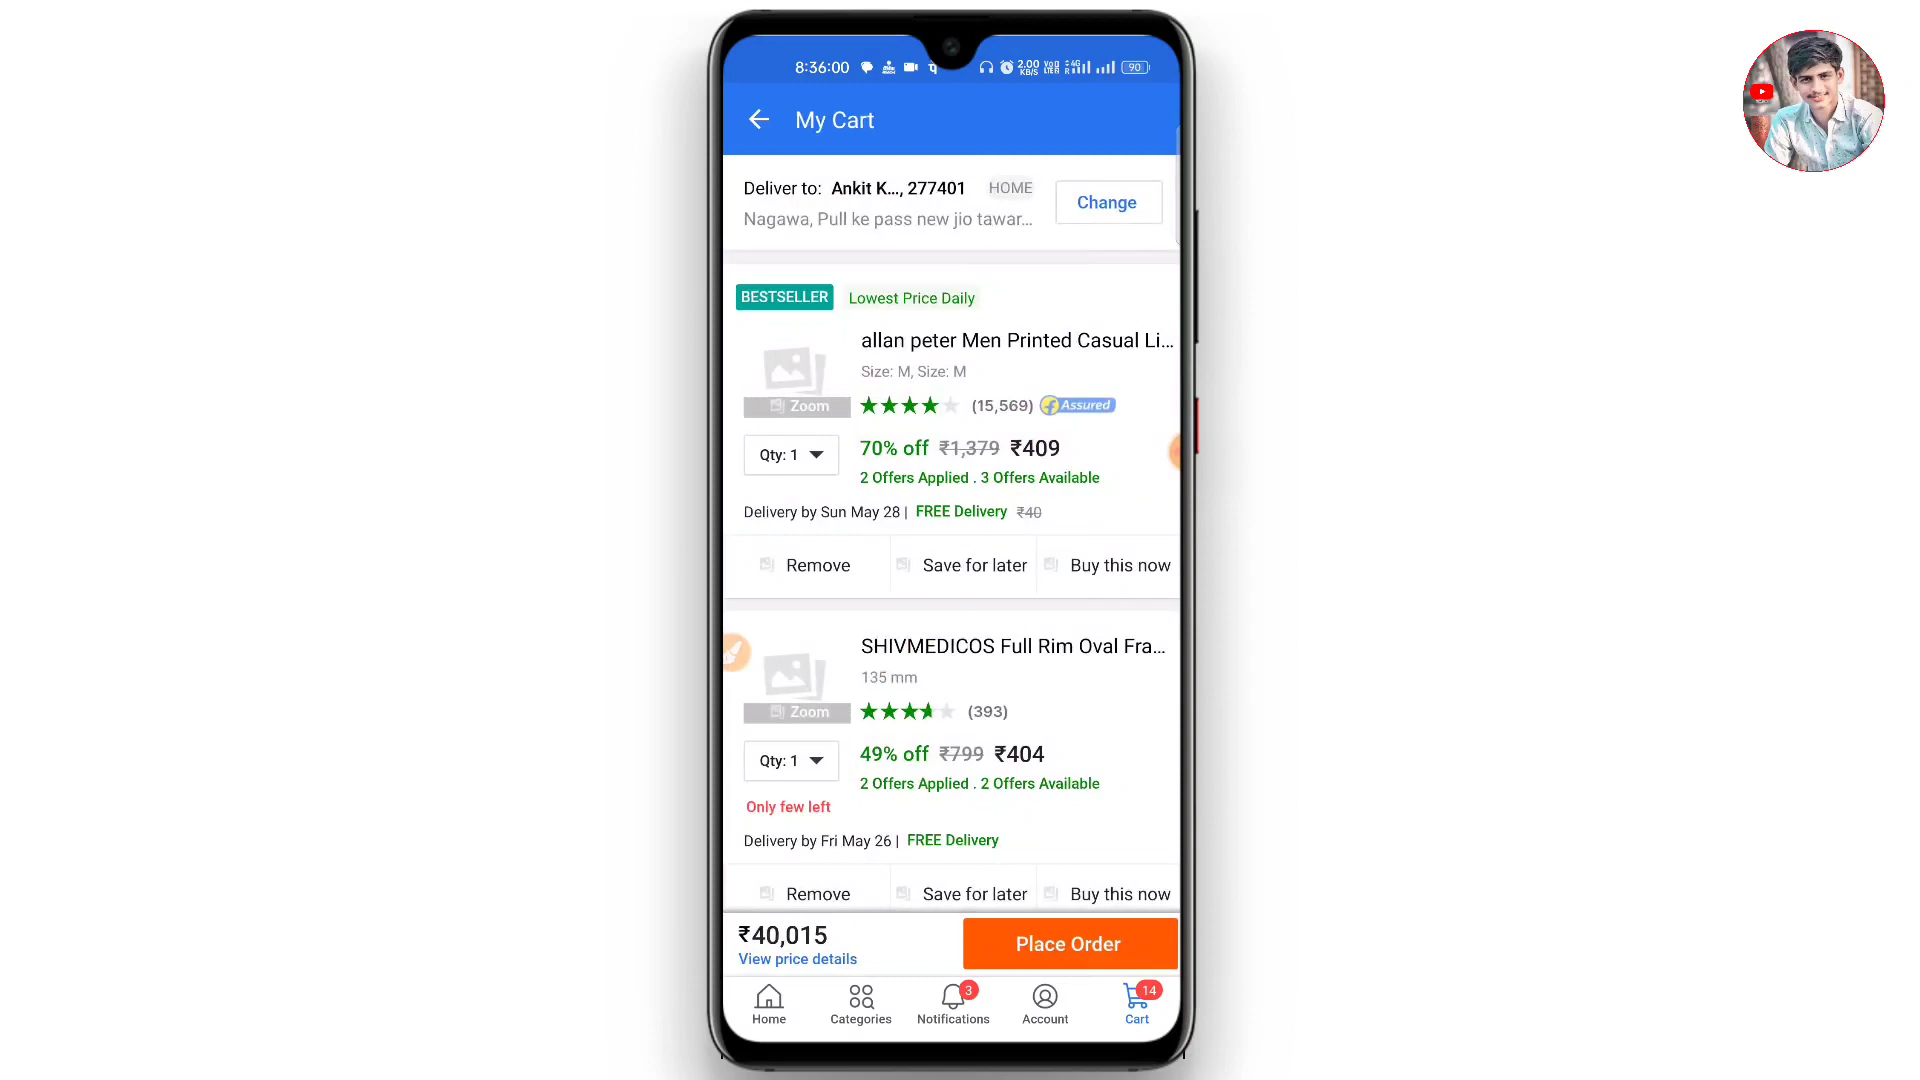 8:36:00 2.00 KB/S 4G R 90
My Cart
Deliver to: Ankit K..., 277401 HOME
Nagawa, Pull ke pass new jio tawar...
Change
BESTSELLER Lowest Price Daily
allan peter Men Printed Casual Li...
Size: M, Size: M
Zoom
(15,569) Assured
Qty: 1
70% off ₹1,379 ₹409
2 Offers Applied . 3 Offers Available
Delivery by Sun May 28 | FREE Delivery ₹40
Remove Save for later Buy this now
SHIVMEDICOS Full Rim Oval Fra...
135 mm
Zoom
(393)
Qty: 1
49% off ₹799 ₹404
2 Offers Applied . 2 Offers Available
Only few left
Delivery by Fri May 26 | FREE Delivery
Remove Save for later Buy this now
₹40,015
View price details
Place Order
3 14
Home Categories Notifications Account Cart